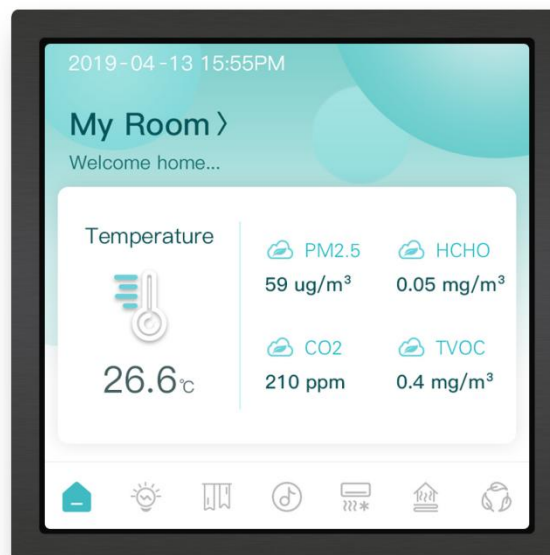 2019-04-13 15:55PM
My Room〉
Welcome home...
Temperature
26.6℃
PM2.5
59 ug/m³
HCHO
0.05 mg/m³
CO2
210 ppm
TVOC
0.4 mg/m³